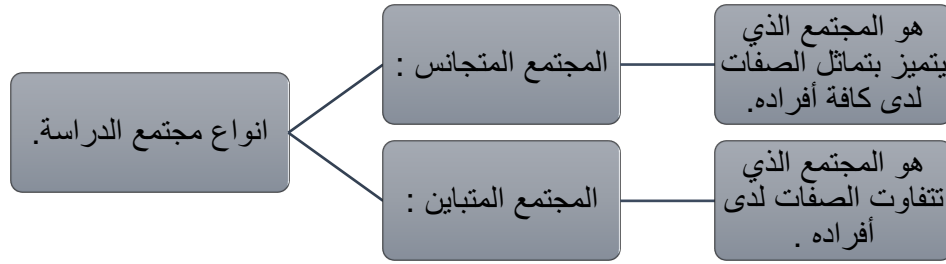 انواع مجتمع الدراسة.
المجتمع المتجانس :
هو المجتمع الذي
يتميز بتماثل الصفات
لدى كافة أفراده.
المجتمع المتباين :
هو المجتمع الذي
تتفاوت الصفات لدى
أفراده .